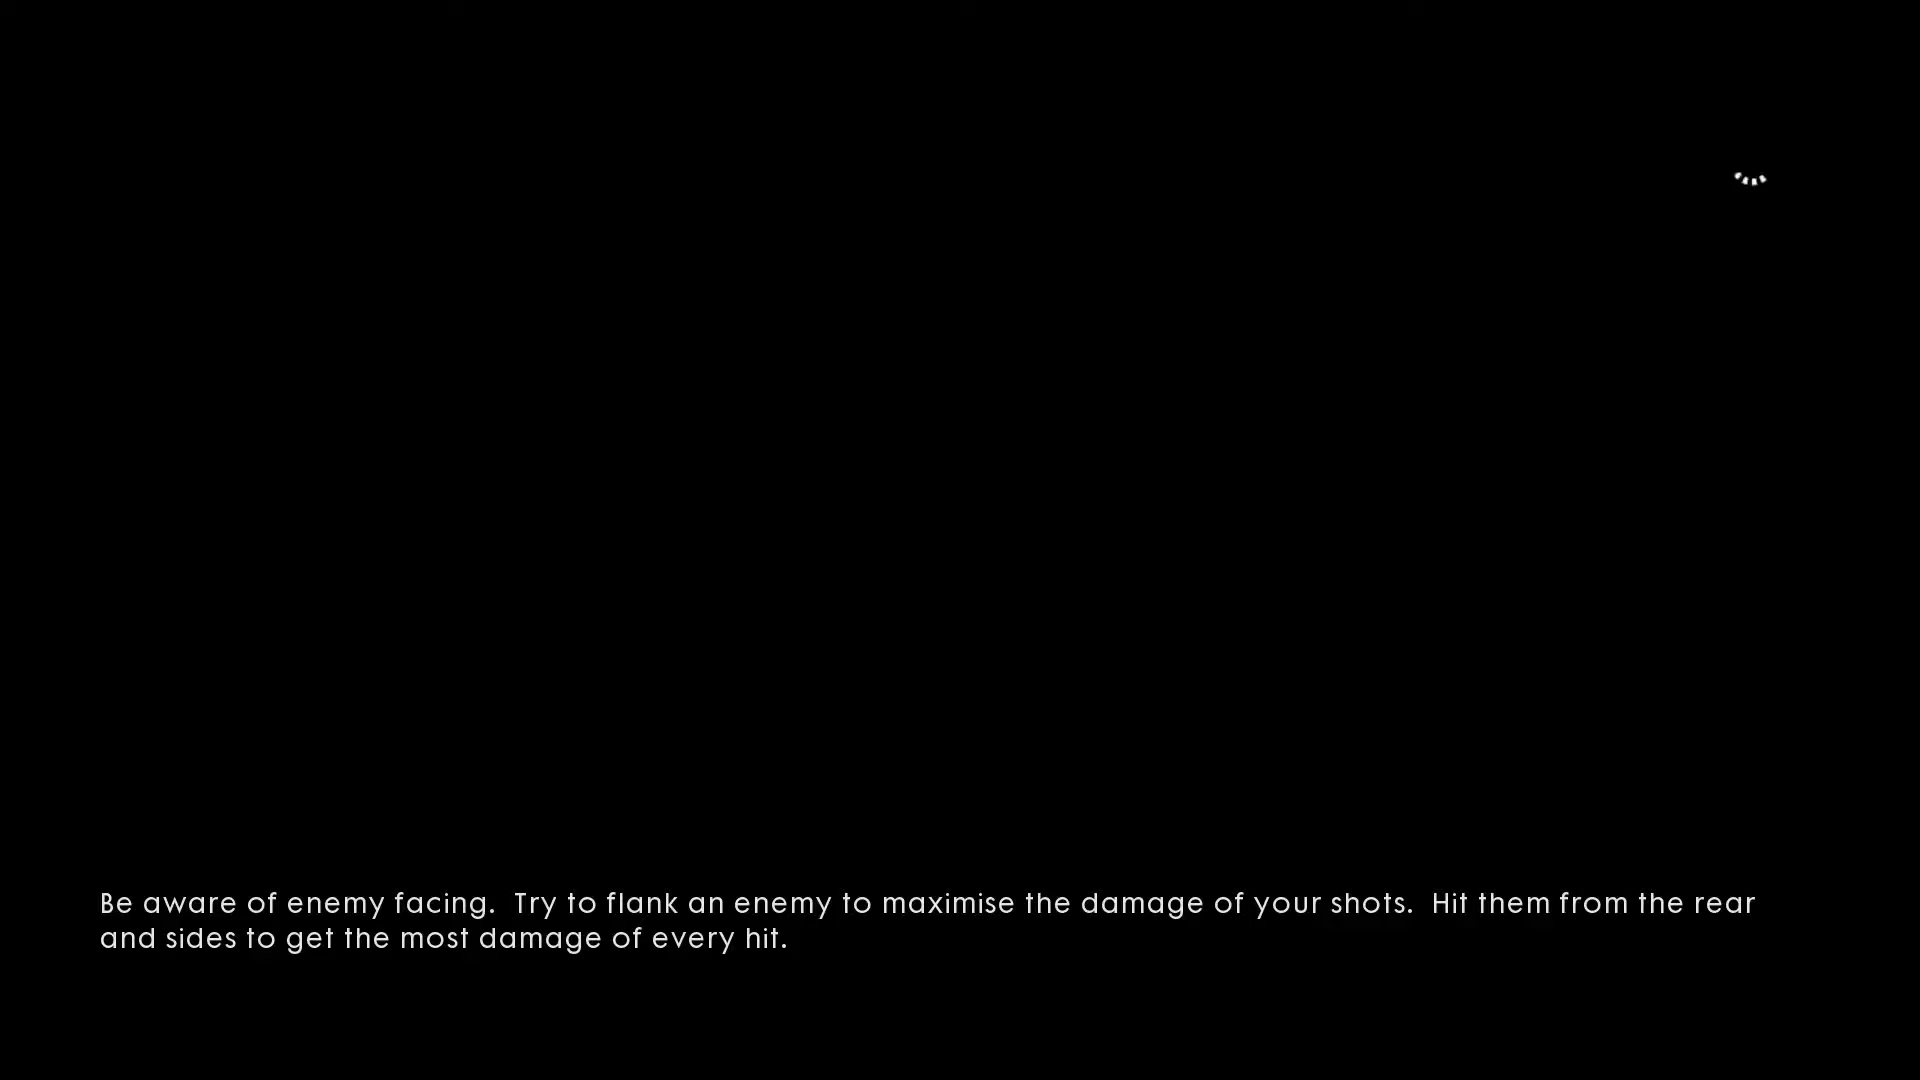 Be aware of enemy facing.  Try to flank an enemy to maximise the damage of your shots.  Hit them from the rear
and sides to get the most damage of every hit.